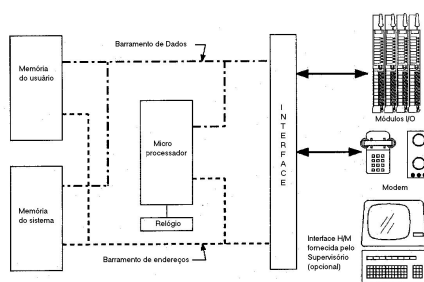 Barramento de Dados
Memória
do usuário
Micro
processador
Relógio
Memória
do sistema
Barramento de endereços
INTERFACE
Módulos I/O
Modem
Interface H/M
fornecida pelo
Supervisório
(opcional)